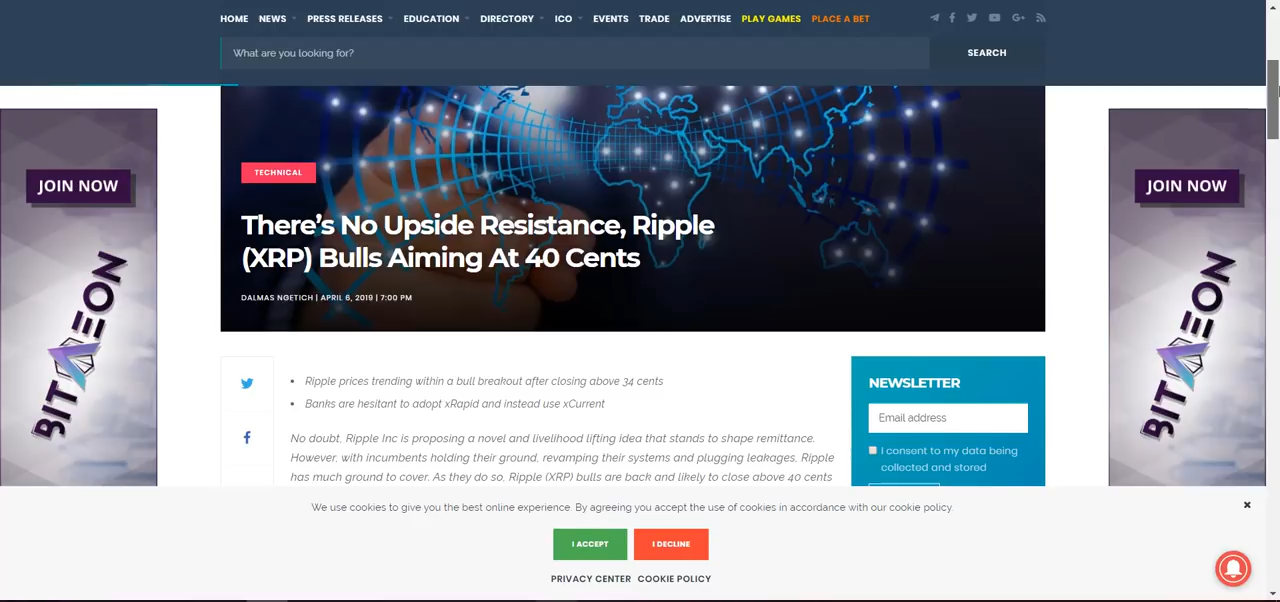 HOME NEWS PRESS RELEASES EDUCATION DIRECTORY ICO EVENTS TRADE ADVERTISE PLAY GAMES PLACE A BET
What are you looking for? SEARCH
JOIN NOW
BITMEON
TECHNICAL
There's No Upside Resistance, Ripple
(XRP) Bulls Aiming At 40 Cents
DALMAS NGETICH | APRIL 6, 2019 | 7:00 PM
Ripple prices trending within a bull breakout after closing above 34 cents
Banks are hesitant to adopt xRapid and instead use xCurrent
No doubt, Ripple Inc is proposing a novel and livelihood lifting idea that stands to shape remittance.
However, with incumbents holding their ground, revamping their systems and plugging leakages, Ripple
has much ground to cover. As they do so, Ripple (XRP) bulls are back and likely to close above 40 cents
NEWSLETTER
Email address
I consent to my data being
collected and stored
JOIN NOW
BITMEON
We use cookies to give you the best online experience. By agreeing you accept the use of cookies in accordance with our cookie policy.
I ACCEPT I DECLINE
PRIVACY CENTER COOKIE POLICY